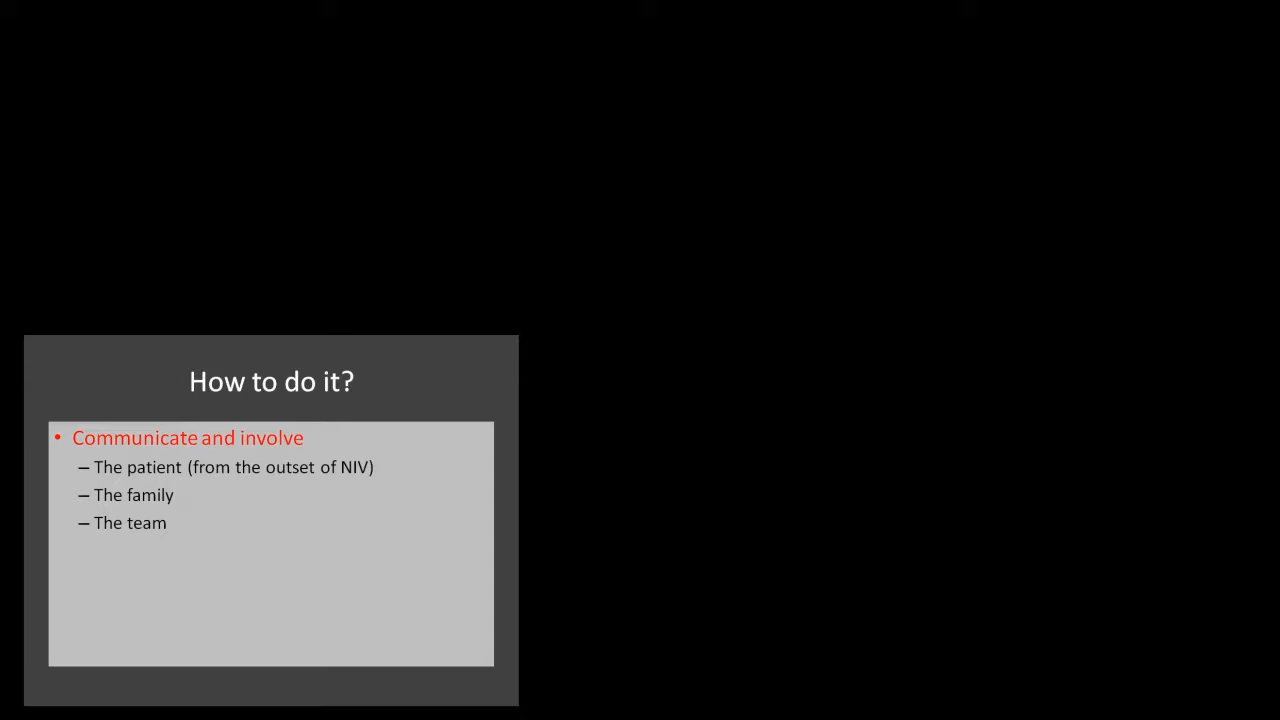 How to do it?
• Communicate and involve
– The patient (from the outset of NIV)
– The family
– The team